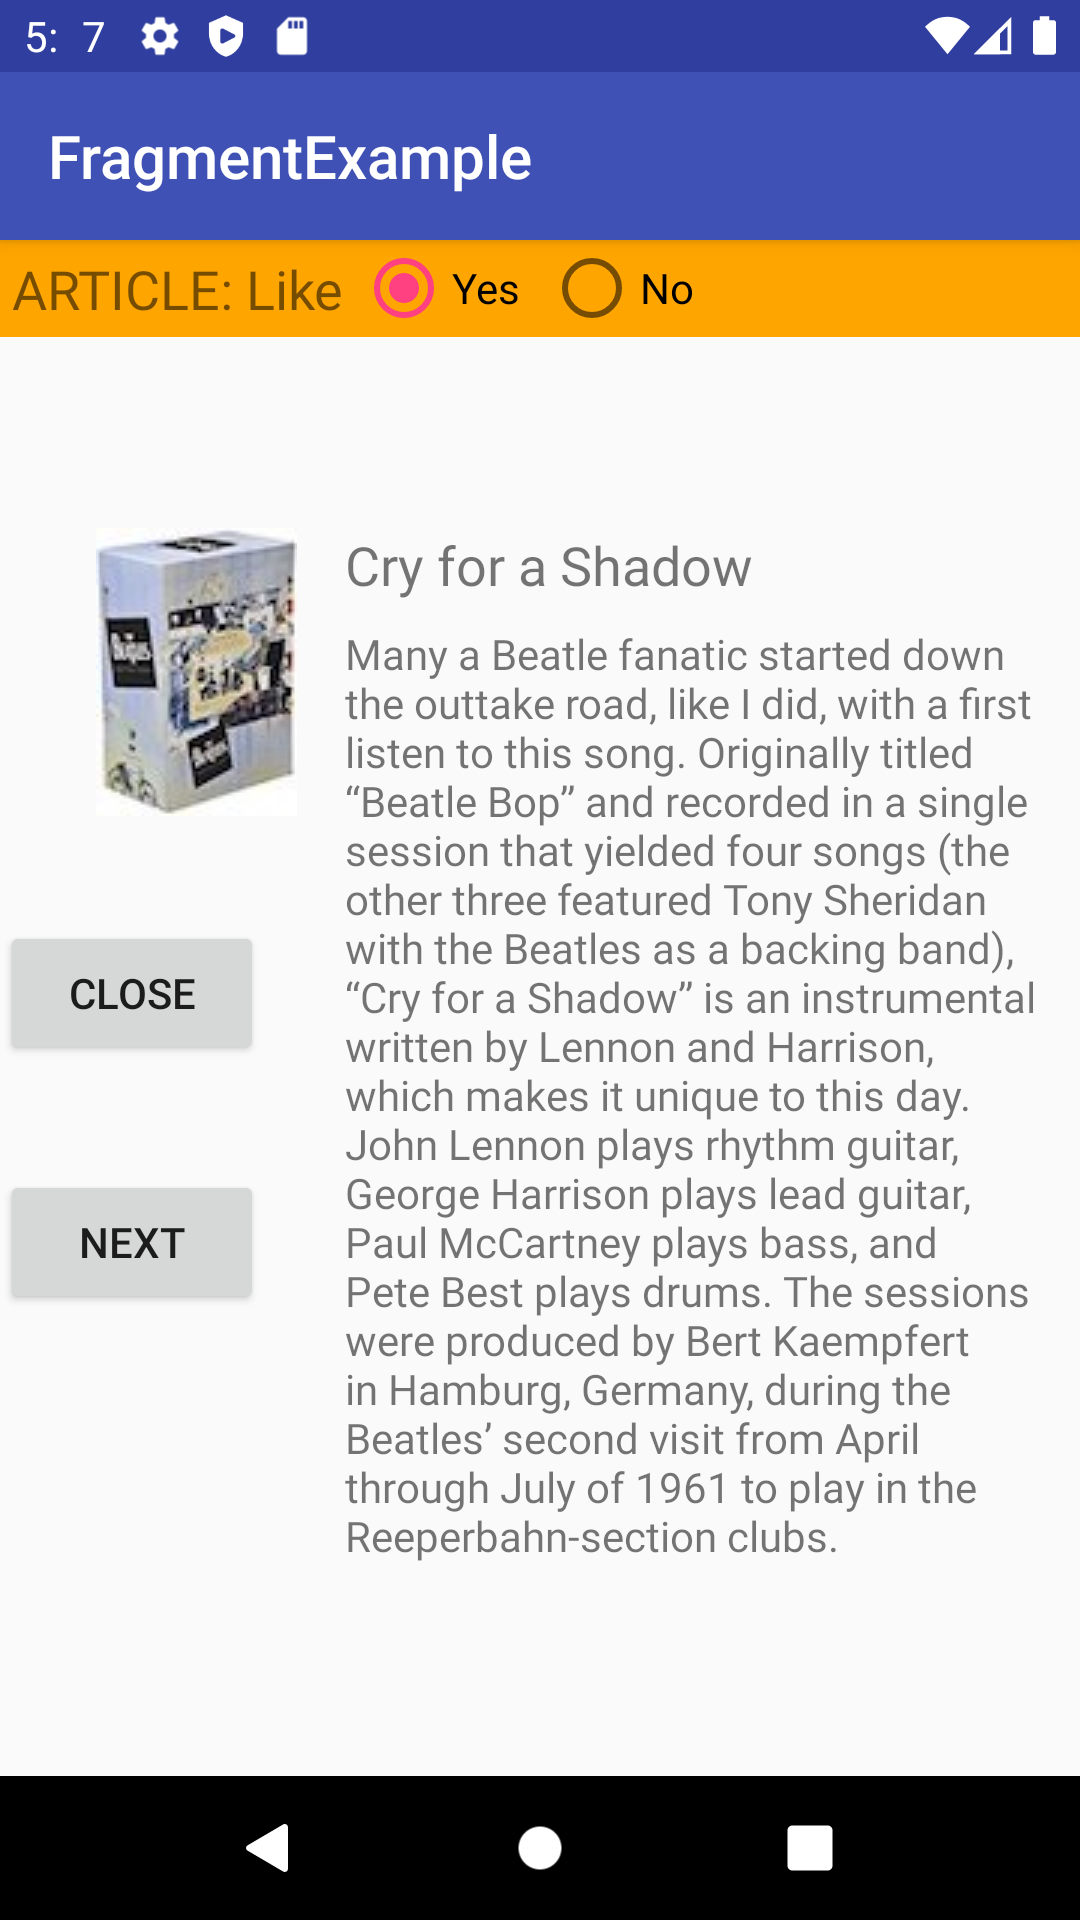 5: 7
FragmentExample
ARTICLE: Like Yes No
Cry for a Shadow
Many a Beatle fanatic started down
the outtake road, like I did, with a first
listen to this song. Originally titled
“Beatle Bop” and recorded in a single
session that yielded four songs (the
other three featured Tony Sheridan
with the Beatles as a backing band),
“Cry for a Shadow” is an instrumental
written by Lennon and Harrison,
which makes it unique to this day.
John Lennon plays rhythm guitar,
George Harrison plays lead guitar,
Paul McCartney plays bass, and
Pete Best plays drums. The sessions
were produced by Bert Kaempfert
in Hamburg, Germany, during the
Beatles’ second visit from April
through July of 1961 to play in the
Reeperbahn-section clubs.
CLOSE
NEXT